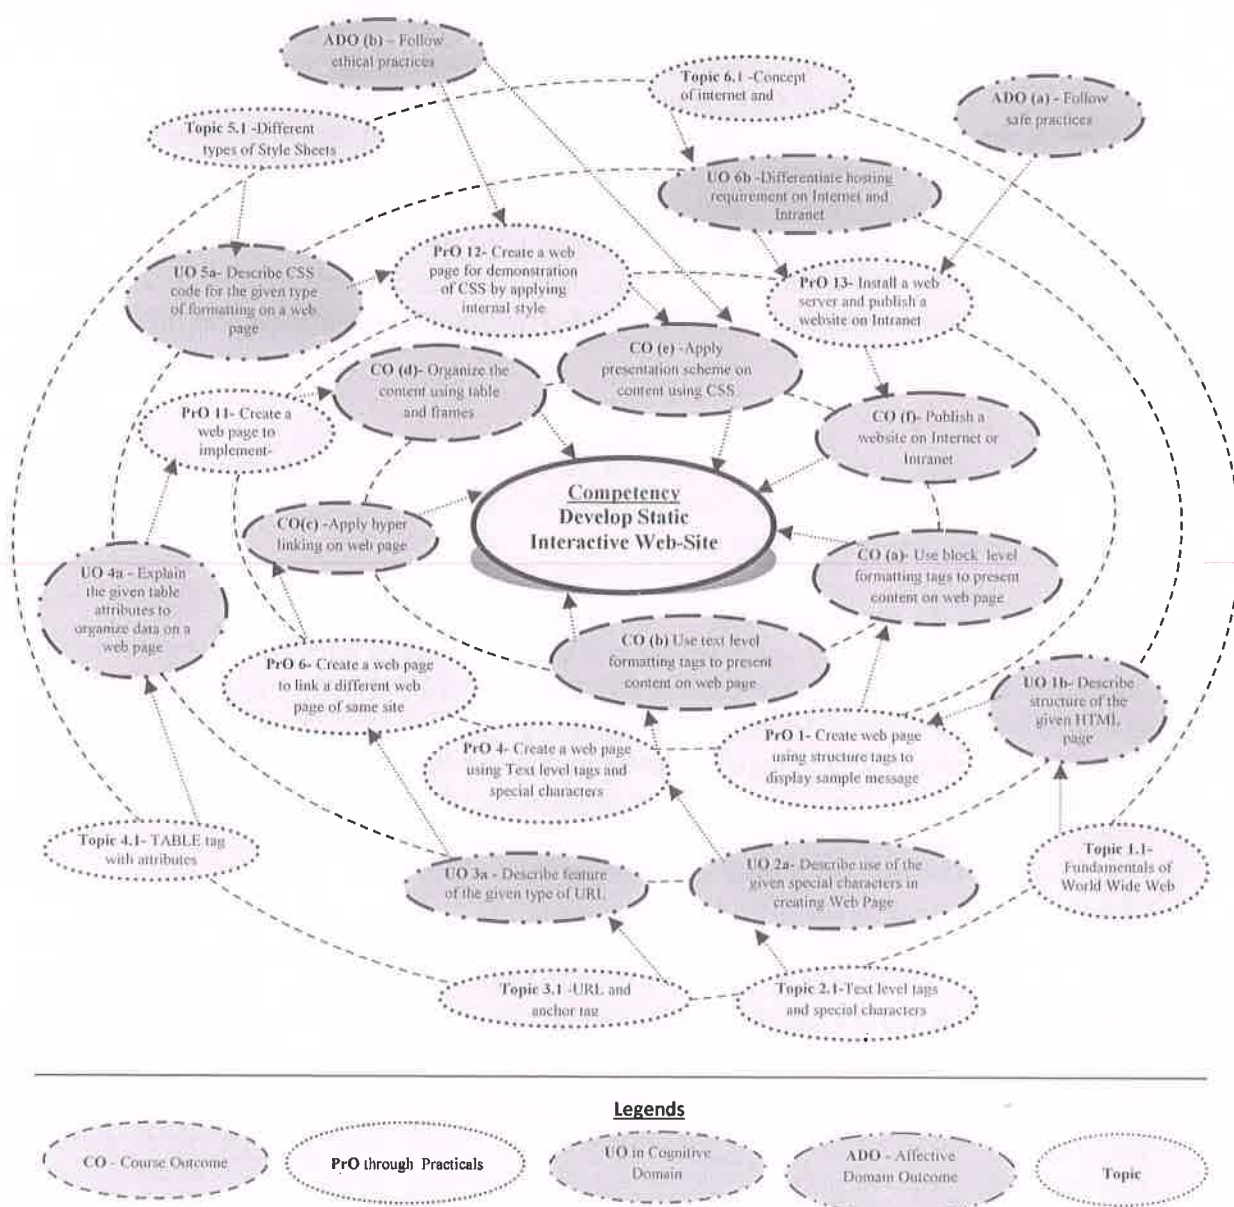 ADO (b) – Follow
ethical practices
Topic 6.1 -Concept
of internet and
ADO (a) - Follow
safe practices
Topic 5.1 -Different
types of Style Sheets
UO 6b -Differentiate hosting
requirement on Internet and
Intranet
UO 5a- Describe CSS
code for the given type
of formatting on a web
page
PrO 12- Create a web
page for demonstration
of CSS by applying
internal style
PrO 13- Install a web
server and publish a
website on Intranet
CO (e) -Apply
presentation scheme on
content using CSS
CO (d)- Organize the
content using table
and frames
PrO 11- Create a
web page to
implement-
CO (f)- Publish a
website on Internet or
Intranet
Competency
Develop Static
Interactive Web-Site
CO(c) -Apply hyper
linking on web page
CO (a)- Use block level
formatting tags to present
content on web page
UO 4a - Explain
the given table
attributes to
organize data on a
web page
CO (b) Use text level
formatting tags to present
content on web page
PrO 6- Create a web page
to link a different web
page of same site
UO 1b- Describe
structure of the
given HTML
page
PrO 4- Create a web page
using Text level tags and
special characters
PrO 1- Create web page
using structure tags to
display sample message
Topic 4.1- TABLE tag
with attributes
UO 3a - Describe feature
of the given type of URL
UO 2a- Describe use of the
given special characters in
creating Web Page
Topic 1.1-
Fundamentals of
World Wide Web
Topic 3.1 -URL and
anchor tag
Topic 2.1-Text level tags
and special characters
Legends
CO - Course Outcome
PrO through Practicals
UO in Cognitive
Domain
ADO - Affective
Domain Outcome
Topic